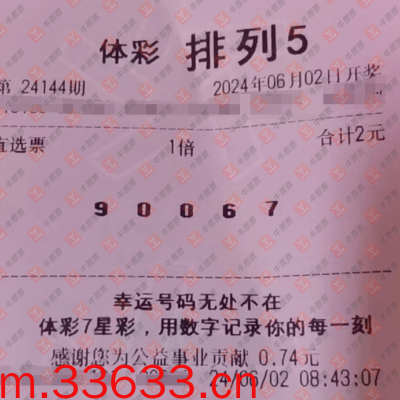 体彩 排列5
第 24144期 2024年06月02日开奖
直选票 1倍 合计2元
9 0 0 6 7
幸运号码无处不在
体彩7星彩，用数字记录你的每一刻
感谢您为公益事业贡献 0.74元
m.33633.cn
24/06/02 08:43:07